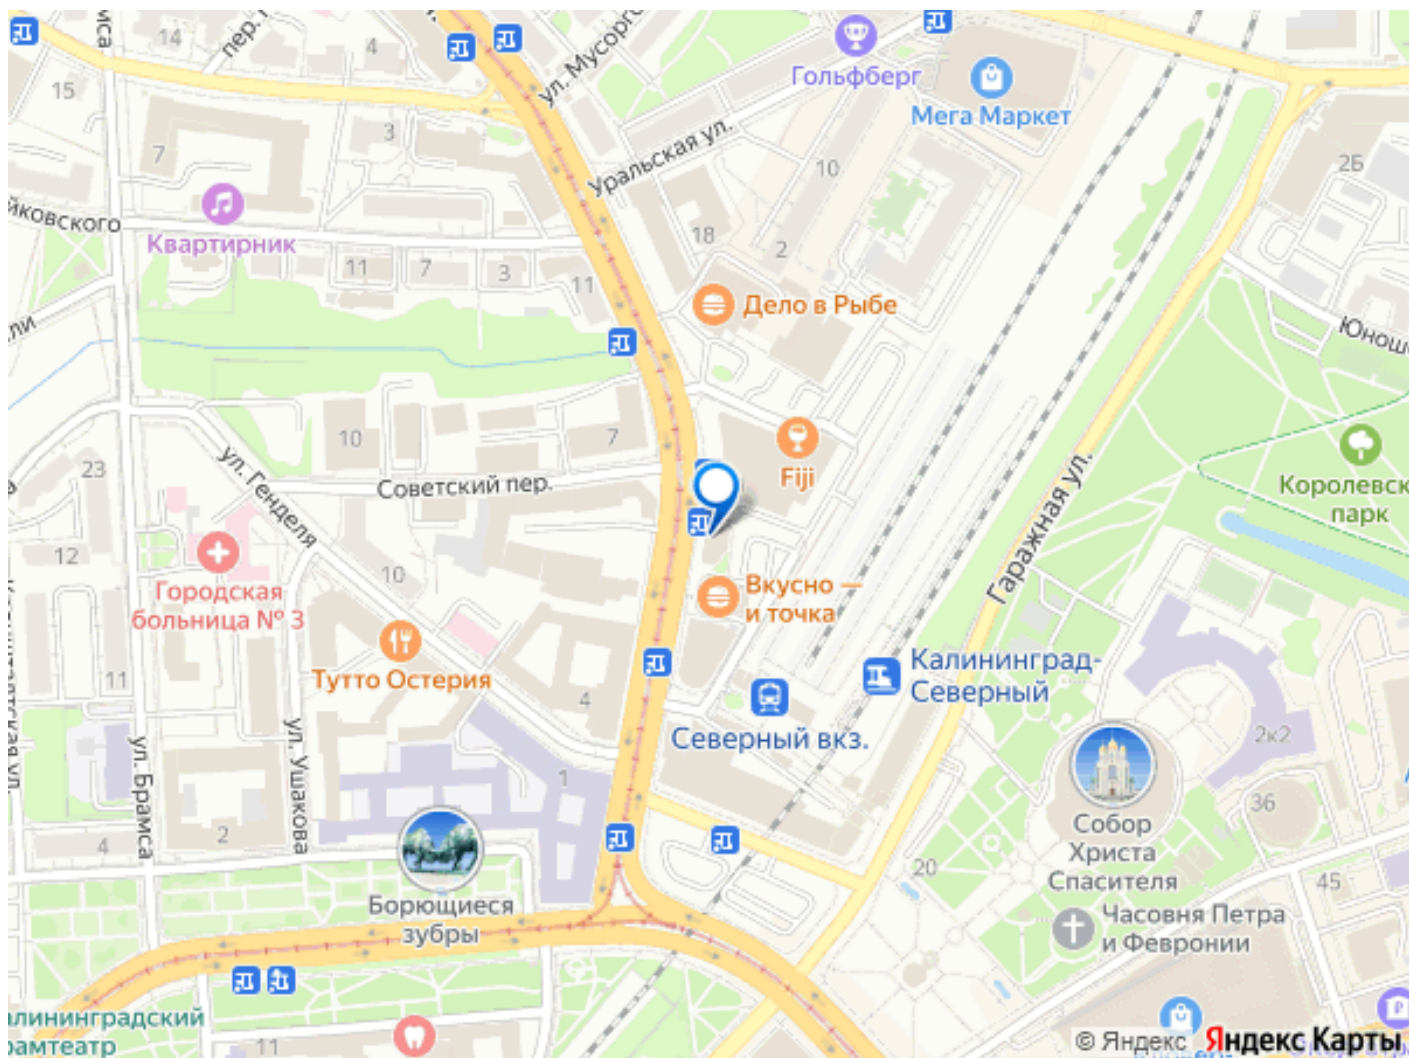 14
4
пер.
ул. Мусоргс
Гольфберг
Мега Маркет
15
3
7
Уральская ул.
10
2Б
йковского
Квартирник
18
2
11
7
3
11
Дело в Рыбе
Юнош
ли
10
7
Fiji
23
ул. Генделя
Советский пер.
Королевск
парк
12
Городская
больница № 3
10
Вкусно —
и точка
Гаражная ул.
Тутто Остерия
11
4
Калининград-
Северный
Северный вкз.
2к2
ул. Брамса
ул. Ушакова
1
36
4
2
Собор
Христа
Спасителя
20
45
Борющиеся
зубры
Часовня Петра
и Февронии
алининградский
рамтеатр
11
© Яндекс Яндекс Карты